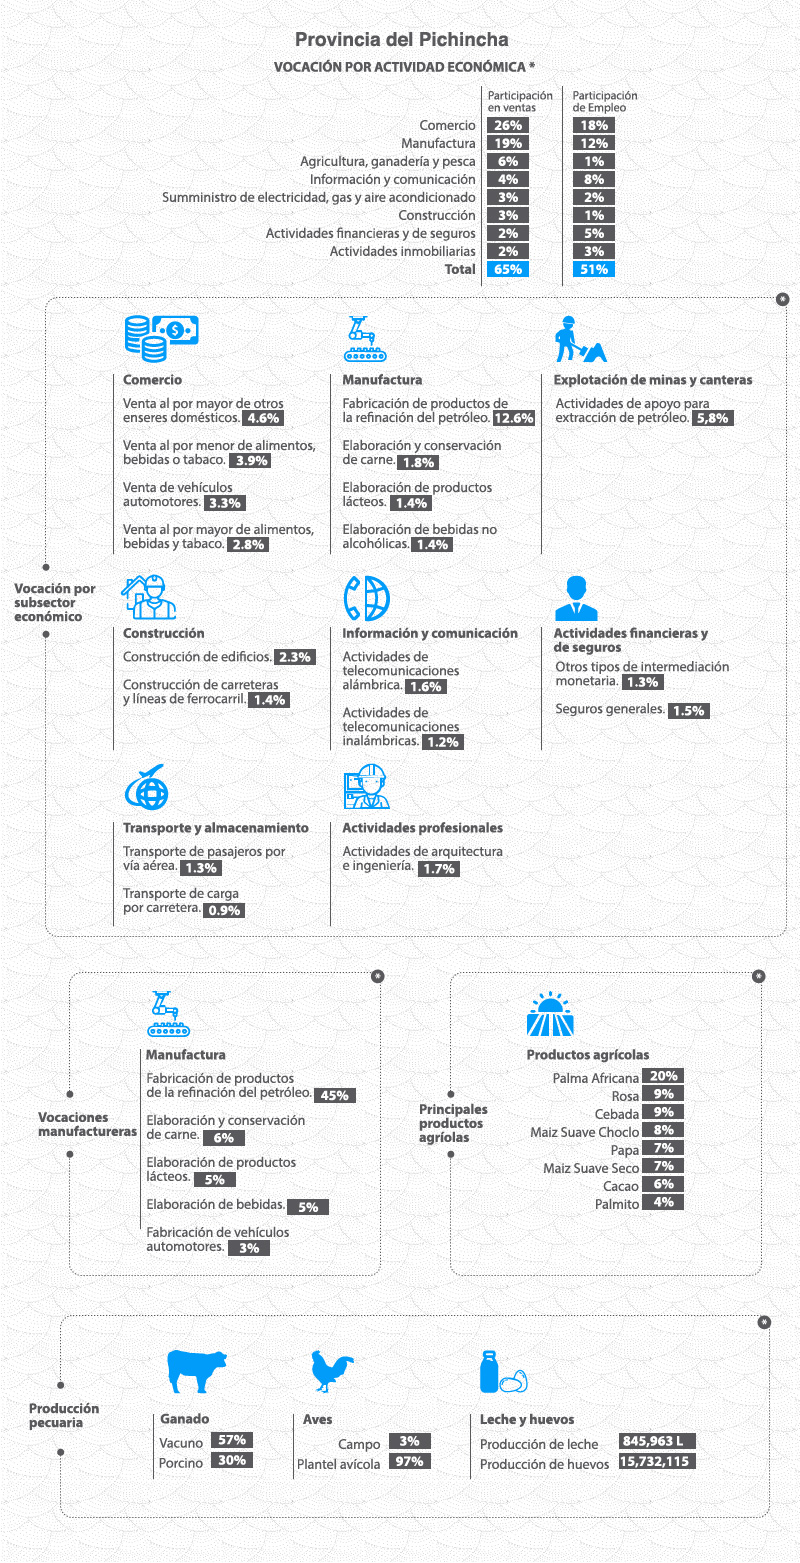 Provincia del Pichincha
VOCACIÓN POR ACTIVIDAD ECONÓMICA *
Participación en ventas
Participación de Empleo
Comercio 26% 18%
Manufactura 19% 12%
Agricultura, ganadería y pesca 6% 1%
Información y comunicación 4% 8%
Sumministro de electricidad, gas y aire acondicionado 3% 2%
Construcción 3% 1%
Actividades financieras y de seguros 2% 5%
Actividades inmobiliarias 2% 3%
Total 65% 51%
*
Vocación por
subsector
económico
Comercio
Venta al por mayor de otros
enseres domésticos. 4.6%
Venta al por menor de alimentos,
bebidas o tabaco. 3.9%
Venta de vehículos
automotores. 3.3%
Venta al por mayor de alimentos,
bebidas y tabaco. 2.8%
Manufactura
Fabricación de productos de
la refinación del petróleo. 12.6%
Elaboración y conservación
de carne. 1.8%
Elaboración de productos
lácteos. 1.4%
Elaboración de bebidas no
alcohólicas. 1.4%
Explotación de minas y canteras
Actividades de apoyo para
extracción de petróleo. 5,8%
Construcción
Construcción de edificios. 2.3%
Construcción de carreteras
y líneas de ferrocarril. 1.4%
Información y comunicación
Actividades de
telecomunicaciones
alámbrica. 1.6%
Actividades de
telecomunicaciones
inalámbricas. 1.2%
Actividades financieras y
de seguros
Otros tipos de intermediación
monetaria. 1.3%
Seguros generales. 1.5%
Transporte y almacenamiento
Transporte de pasajeros por
vía aérea. 1.3%
Transporte de carga
por carretera. 0.9%
Actividades profesionales
Actividades de arquitectura
e ingeniería. 1.7%
*
Vocaciones
manufactureras
Manufactura
Fabricación de productos
de la refinación del petróleo. 45%
Elaboración y conservación
de carne. 6%
Elaboración de productos
lácteos. 5%
Elaboración de bebidas. 5%
Fabricación de vehículos
automotores. 3%
*
Principales
productos
agríolas
Productos agrícolas
Palma Africana 20%
Rosa 9%
Cebada 9%
Maiz Suave Choclo 8%
Papa 7%
Maiz Suave Seco 7%
Cacao 6%
Palmito 4%
*
Producción
pecuaria
Ganado
Vacuno 57%
Porcino 30%
Aves
Campo 3%
Plantel avícola 97%
Leche y huevos
Producción de leche 845,963 L
Producción de huevos 15,732,115